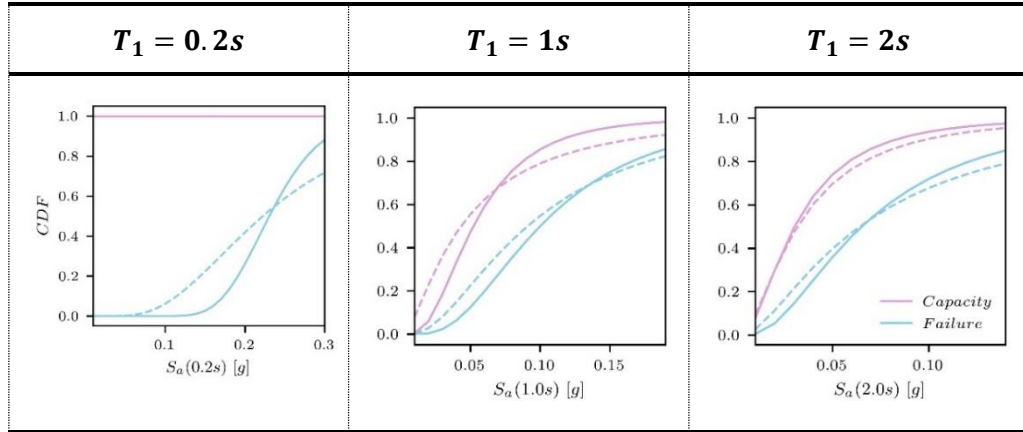 T₁ = 0.2s
T₁ = 1s
T₁ = 2s
CDF
1.0
0.8
0.6
0.4
0.2
0.0
0.1
0.2
0.3
Sₐ(0.2s) [g]
1.0
0.8
0.6
0.4
0.2
0.0
0.05
0.10
0.15
Sₐ(1.0s) [g]
1.0
0.8
0.6
0.4
0.2
0.0
0.05
0.10
Sₐ(2.0s) [g]
Capacity
Failure